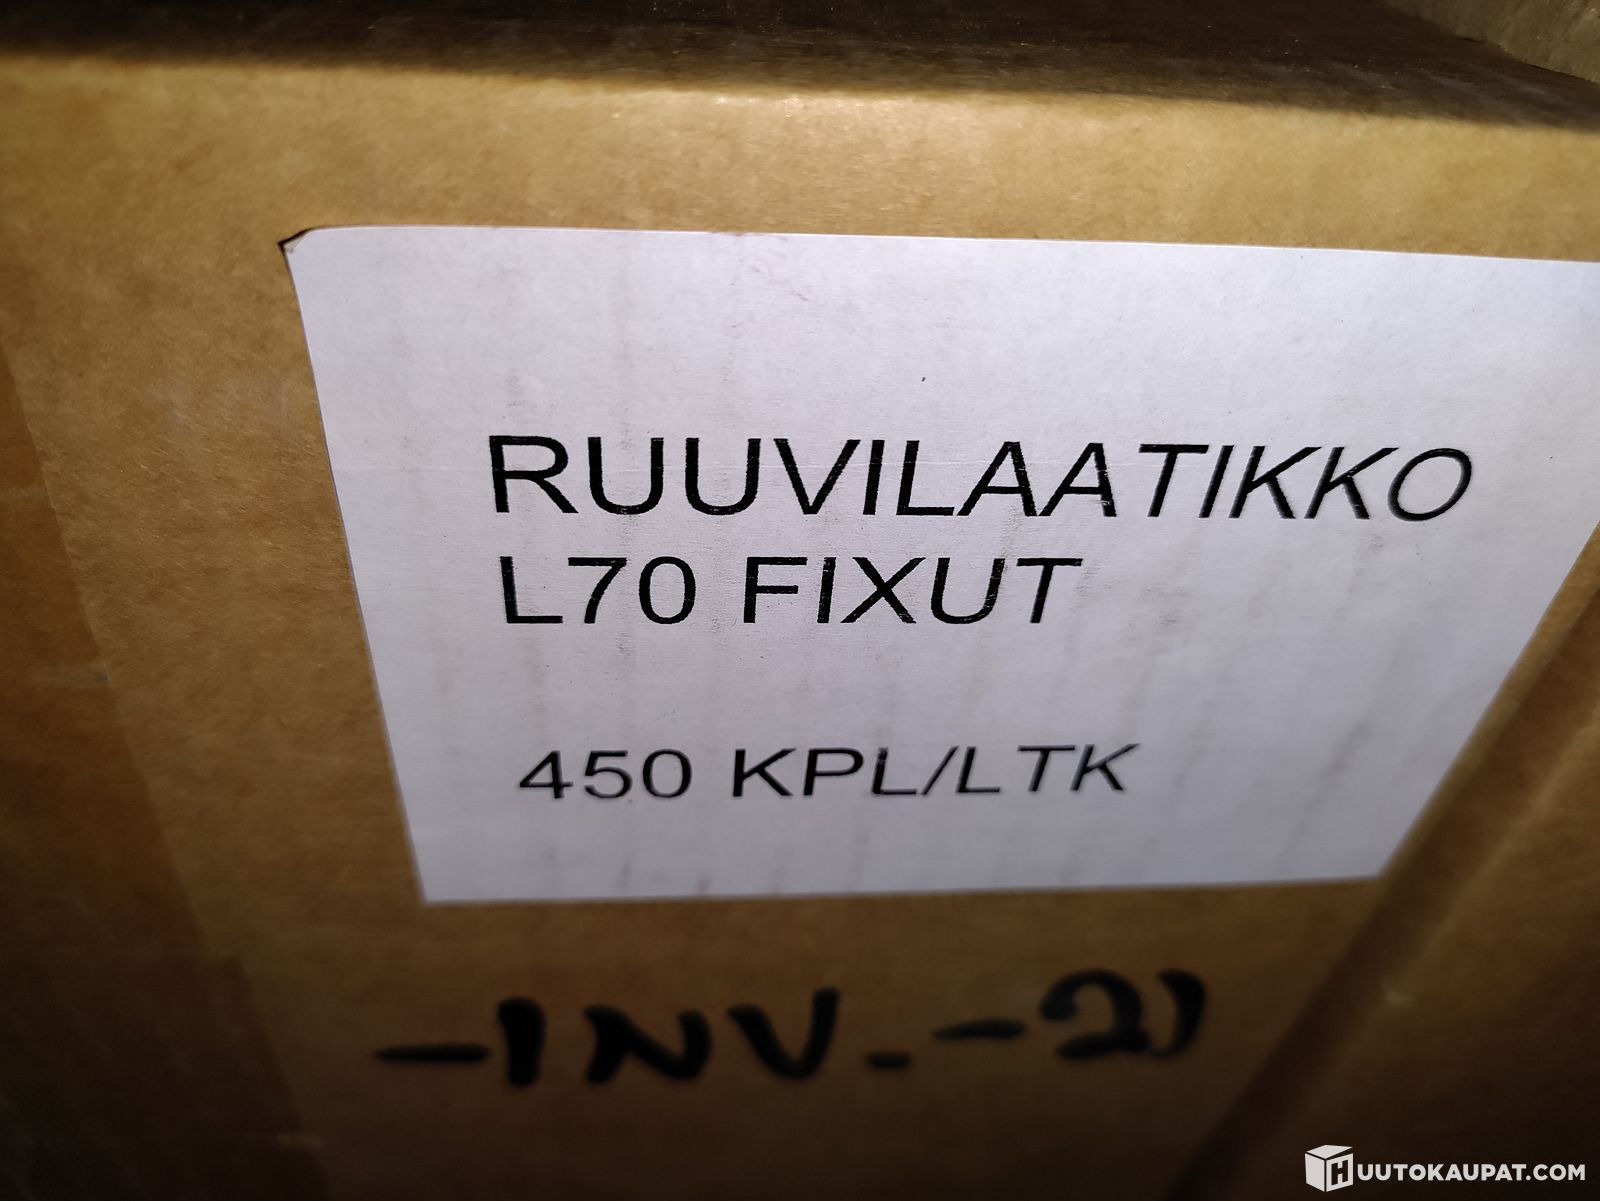 RUUVILAATIKKO
L70 FIXUT
450 KPL/LTK
-INV.-21
HUUTOKAUPAT.COM